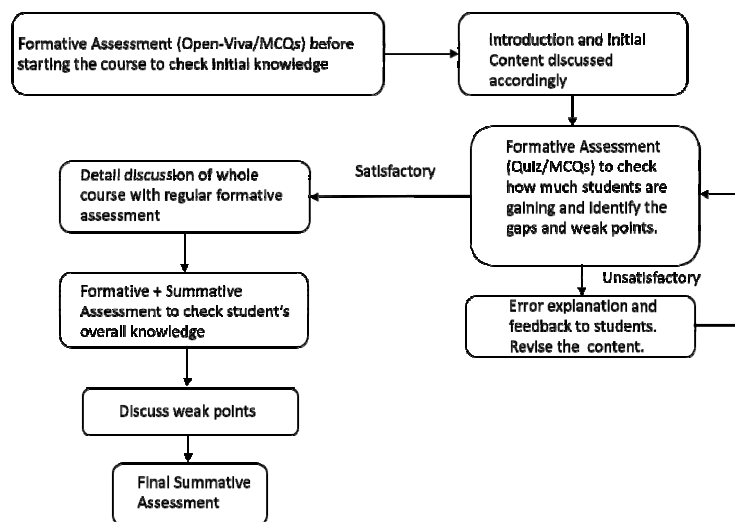 Formative Assessment (Open-Viva/MCQs) before
starting the course to check initial knowledge
Introduction and Initial
Content discussed
accordingly
Formative Assessment
(Quiz/MCQs) to check
how much students are
gaining and identify the
gaps and weak points.
Satisfactory
Detail discussion of whole
course with regular formative
assessment
Unsatisfactory
Error explanation and
feedback to students.
Revise the content.
Formative + Summative
Assessment to check student's
overall knowledge
Discuss weak points
Final Summative
Assessment